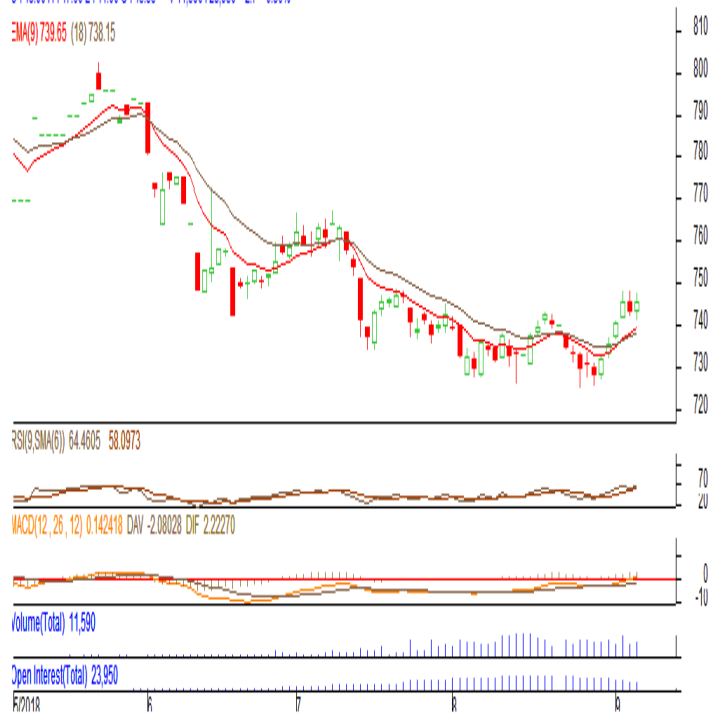 EMA(9) 739.65 (18) 738.15
810
800
790
780
770
760
750
740
730
720
RSI(9,SMA(6)) 64.4605 58.0973
70
20
MACD(12 , 26 , 12) 0.142418 DAV -2.08028 DIF 2.22270
0
-10
Volume(Total) 11,590
Open Interest(Total) 23,950
5/2018 6 7 8 9